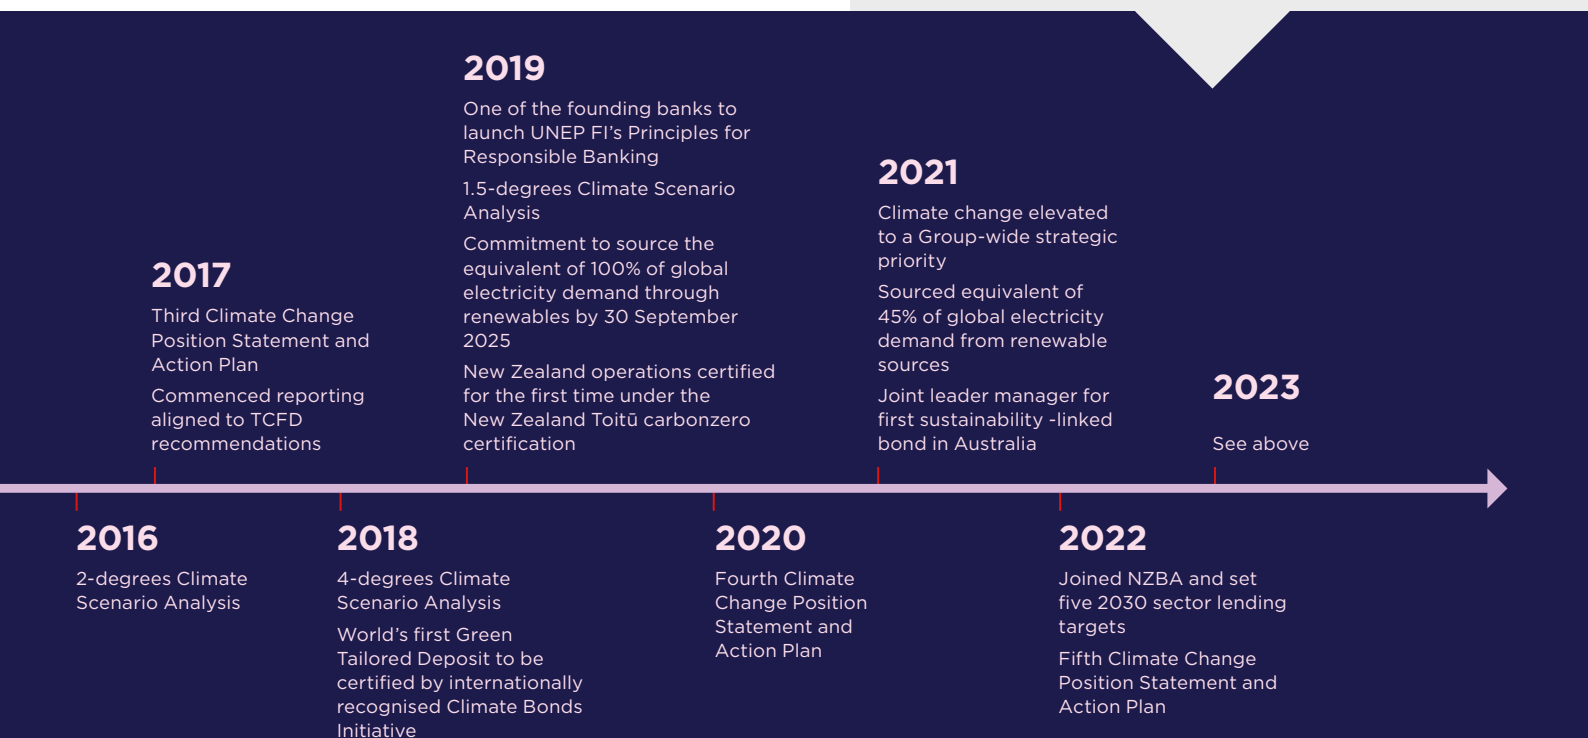 2019
One of the founding banks to
launch UNEP FI's Principles for
Responsible Banking
1.5-degrees Climate Scenario
Analysis
Commitment to source the
equivalent of 100% of global
electricity demand through
renewables by 30 September
2025
New Zealand operations certified
for the first time under the
New Zealand Toitū carbonzero
certification
2021
Climate change elevated
to a Group-wide strategic
priority
Sourced equivalent of
45% of global electricity
demand from renewable
sources
Joint leader manager for
first sustainability -linked
bond in Australia
2017
Third Climate Change
Position Statement and
Action Plan
Commenced reporting
aligned to TCFD
recommendations
2023
See above
2016
2-degrees Climate
Scenario Analysis
2018
4-degrees Climate
Scenario Analysis
World's first Green
Tailored Deposit to be
certified by internationally
recognised Climate Bonds
Initiative
2020
Fourth Climate
Change Position
Statement and
Action Plan
2022
Joined NZBA and set
five 2030 sector lending
targets
Fifth Climate Change
Position Statement and
Action Plan